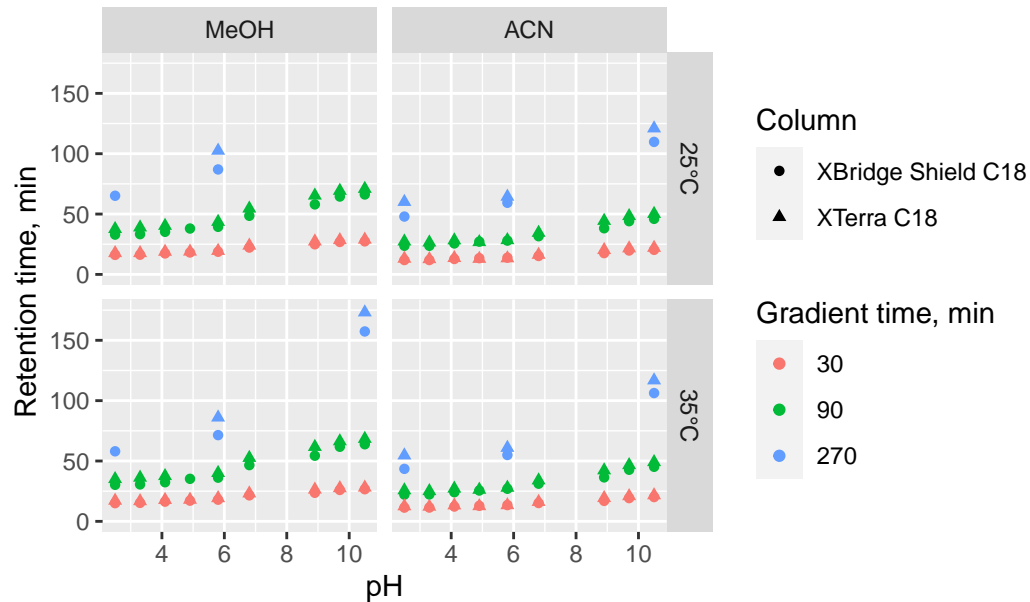 MeOH
ACN
150
100
50
0
25°C
150
100
50
0
35°C
4
6
8
10
4
6
8
10
pH
Retention time, min
Column
XBridge Shield C18
XTerra C18
Gradient time, min
30
90
270